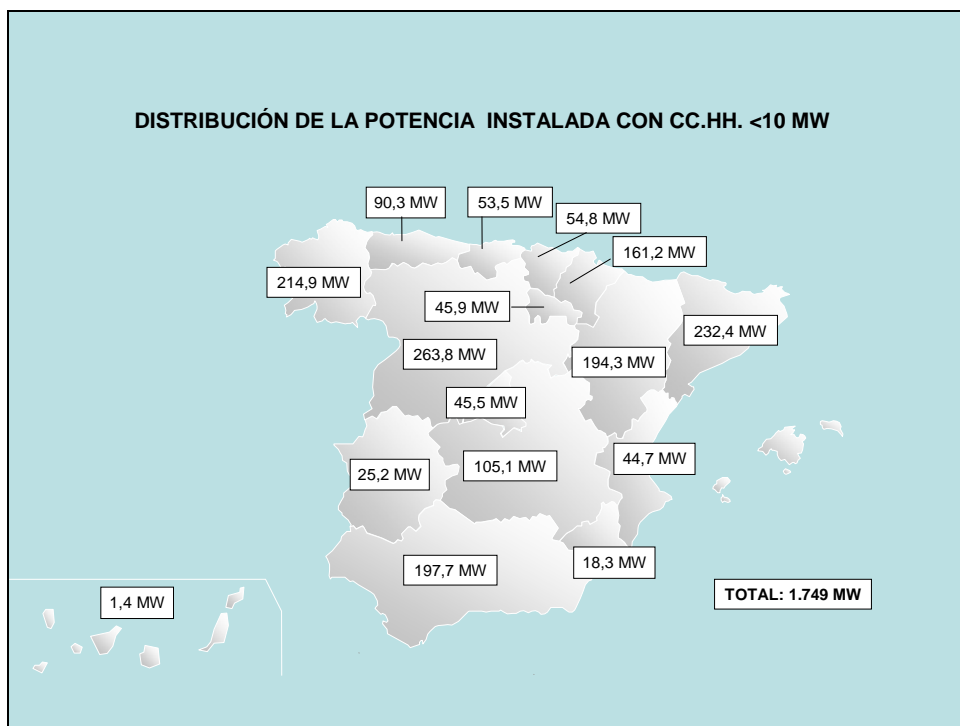 DISTRIBUCIÓN DE LA POTENCIA INSTALADA CON CC.HH. <10 MW
90,3 MW
53,5 MW
54,8 MW
161,2 MW
214,9 MW
45,9 MW
232,4 MW
263,8 MW
194,3 MW
45,5 MW
44,7 MW
105,1 MW
25,2 MW
18,3 MW
197,7 MW
TOTAL: 1.749 MW
1,4 MW